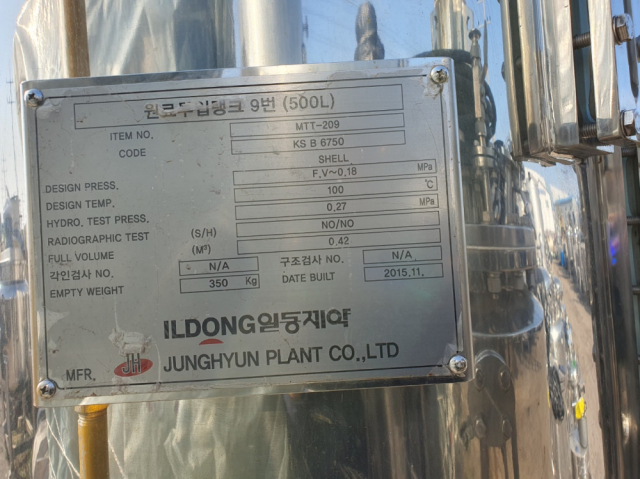 원료투입탱크 9번 (500L)
ITEM NO. MTT-209
CODE KS B 6750
SHELL
DESIGN PRESS. F.V~0.18 MPa
DESIGN TEMP. 100 ℃
HYDRO. TEST PRESS. 0.27 MPa
RADIOGRAPHIC TEST (S/H) NO/NO
FULL VOLUME (M³) 0.42
각인검사 NO. N/A 구조검사 NO. N/A
EMPTY WEIGHT 350 Kg DATE BUILT 2015.11.
ILDONG일동제약
MFR. JH JUNGHYUN PLANT CO.,LTD